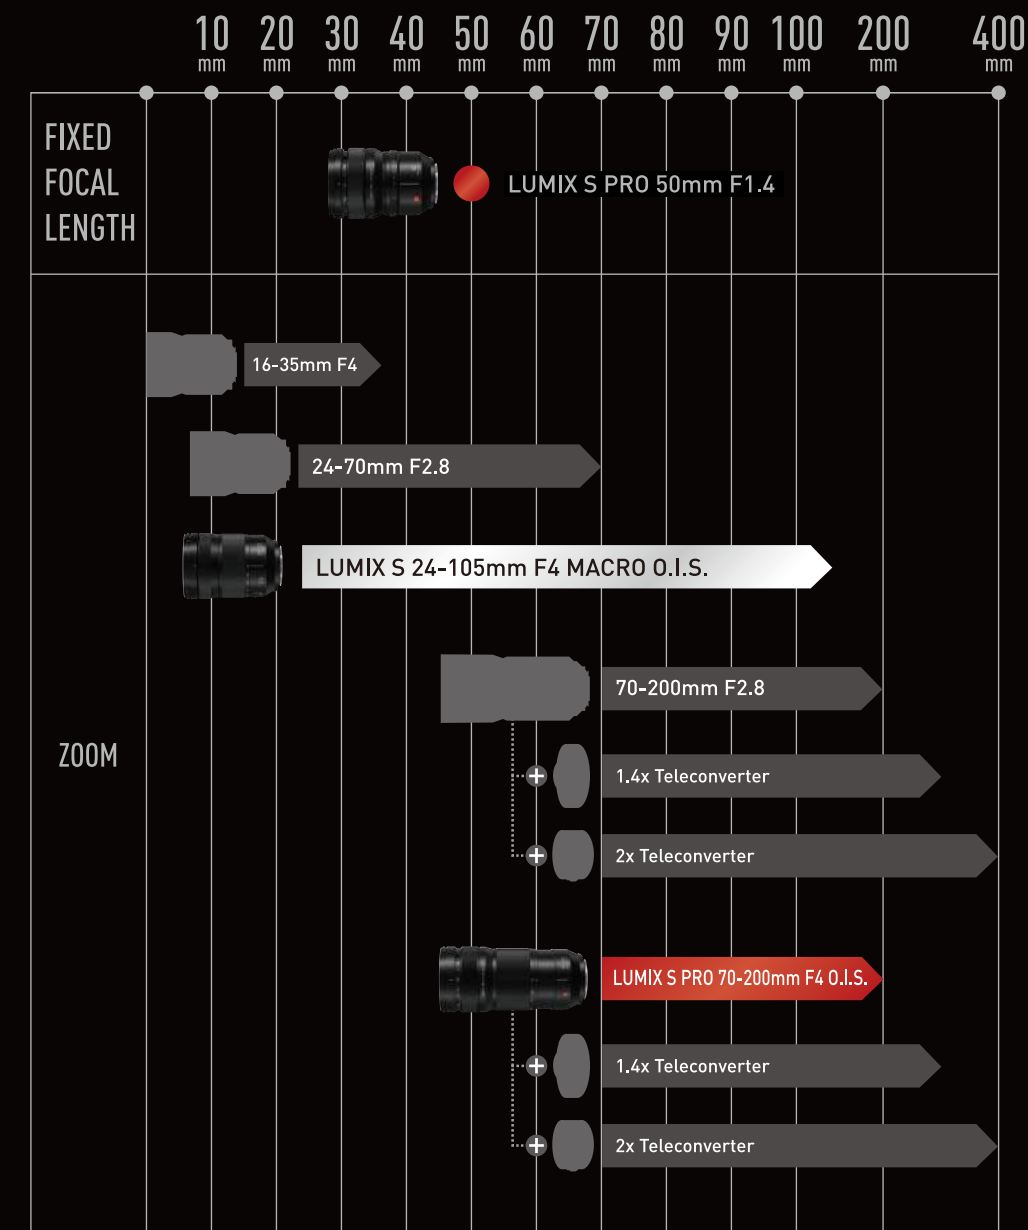 10 20 30 40 50 60 70 80 90 100 200 400
mm mm mm mm mm mm mm mm mm mm mm mm
FIXED
FOCAL
LENGTH
LUMIX S PRO 50mm F1.4
ZOOM
16-35mm F4
24-70mm F2.8
LUMIX S 24-105mm F4 MACRO O.I.S.
70-200mm F2.8
+ 1.4x Teleconverter
+ 2x Teleconverter
LUMIX S PRO 70-200mm F4 O.I.S.
+ 1.4x Teleconverter
+ 2x Teleconverter